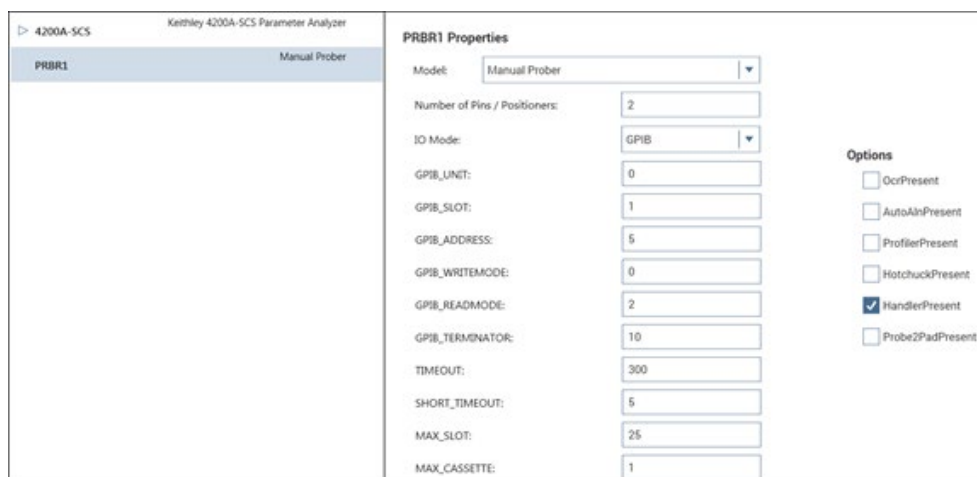 4200A-SCS Keithley 4200A-SCS Parameter Analyzer
PRBR1 Manual Prober
PRBR1 Properties
Model: Manual Prober
Number of Pins / Positioners: 2
IO Mode: GPIB
GPIB_UNIT: 0
GPIB_SLOT: 1
GPIB_ADDRESS: 5
GPIB_WRITEMODE: 0
GPIB_READMODE: 2
GPIB_TERMINATOR: 10
TIMEOUT: 300
SHORT_TIMEOUT: 5
MAX_SLOT: 25
MAX_CASSETTE: 1
Options
OcrPresent
AutoAlnPresent
ProfilerPresent
HotchuckPresent
HandlerPresent
Probe2PadPresent